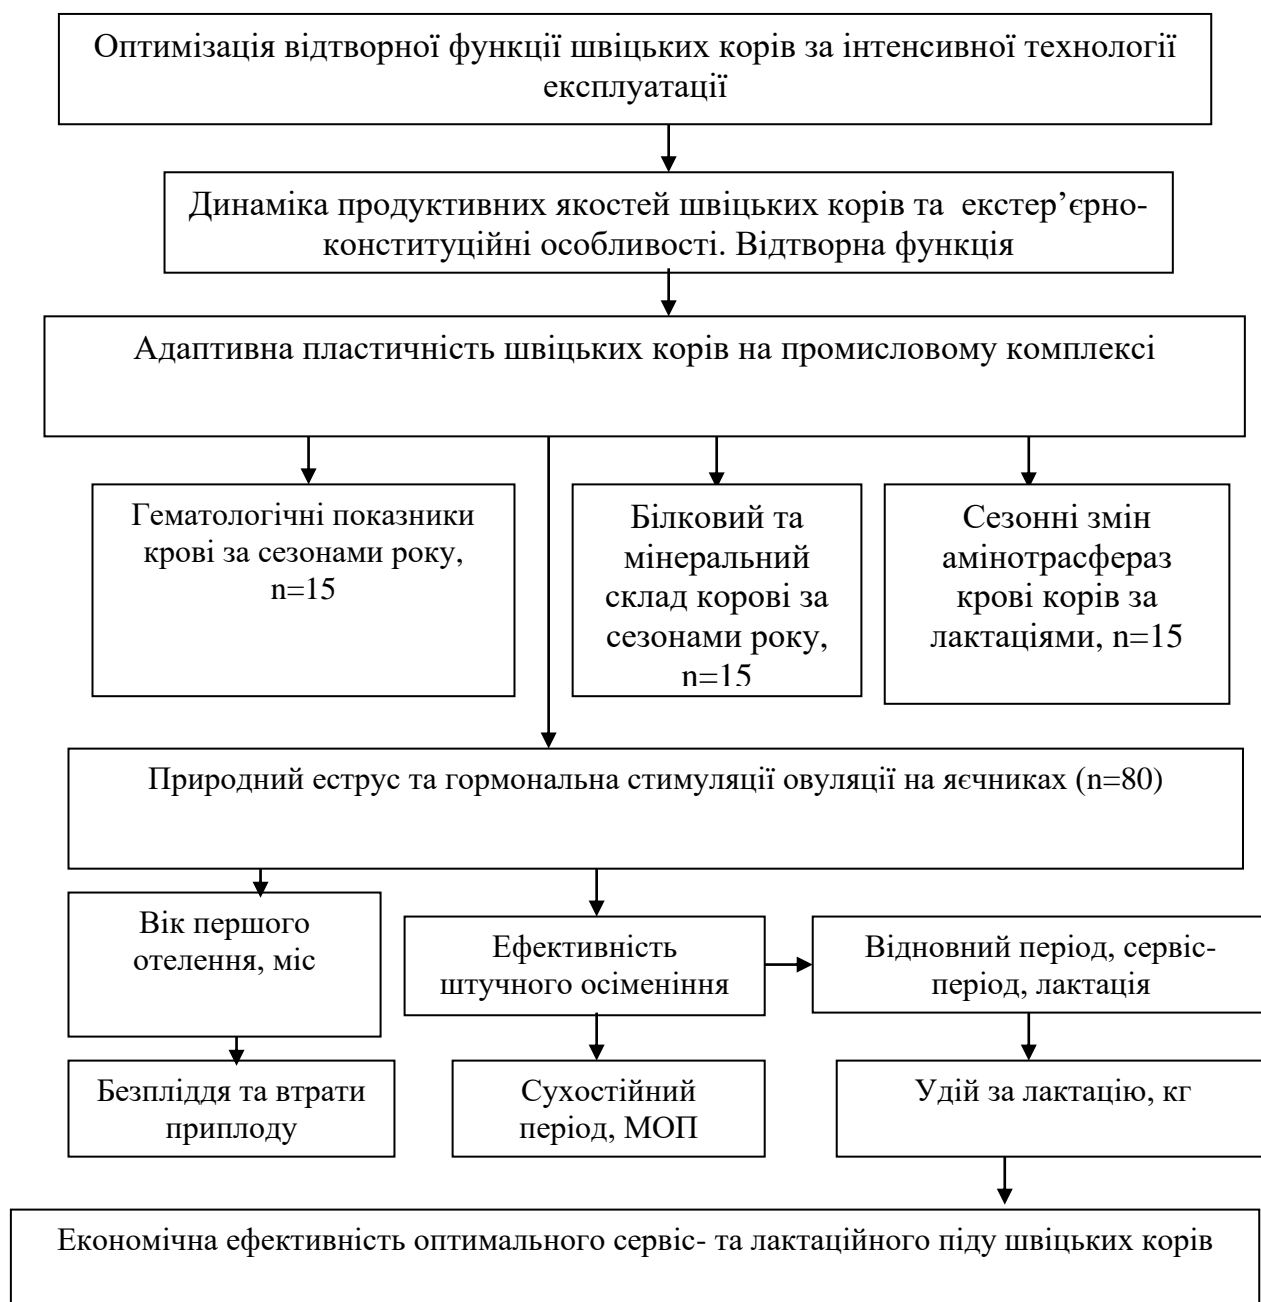 Оптимізація відтворної функції швіцьких корів за інтенсивної технології
експлуатації
Динаміка продуктивних якостей швіцьких корів та екстер’єрно-
конституційні особливості. Відтворна функція
Адаптивна пластичність швіцьких корів на промисловому комплексі
Гематологічні показники
крові за сезонами року,
n=15
Білковий та
мінеральний
склад корові за
сезонами року,
n=15
Сезонні змін
амінотрасфераз
крові корів за
лактаціями, n=15
Природний еструс та гормональна стимуляції овуляції на яєчниках (n=80)
Вік першого
отелення, міс
Ефективність
штучного осіменіння
Відновний період, сервіс-
період, лактація
Безпліддя та втрати
приплоду
Сухостійний
період, МОП
Удій за лактацію, кг
Економічна ефективність оптимального сервіс- та лактаційного піду швіцьких корів